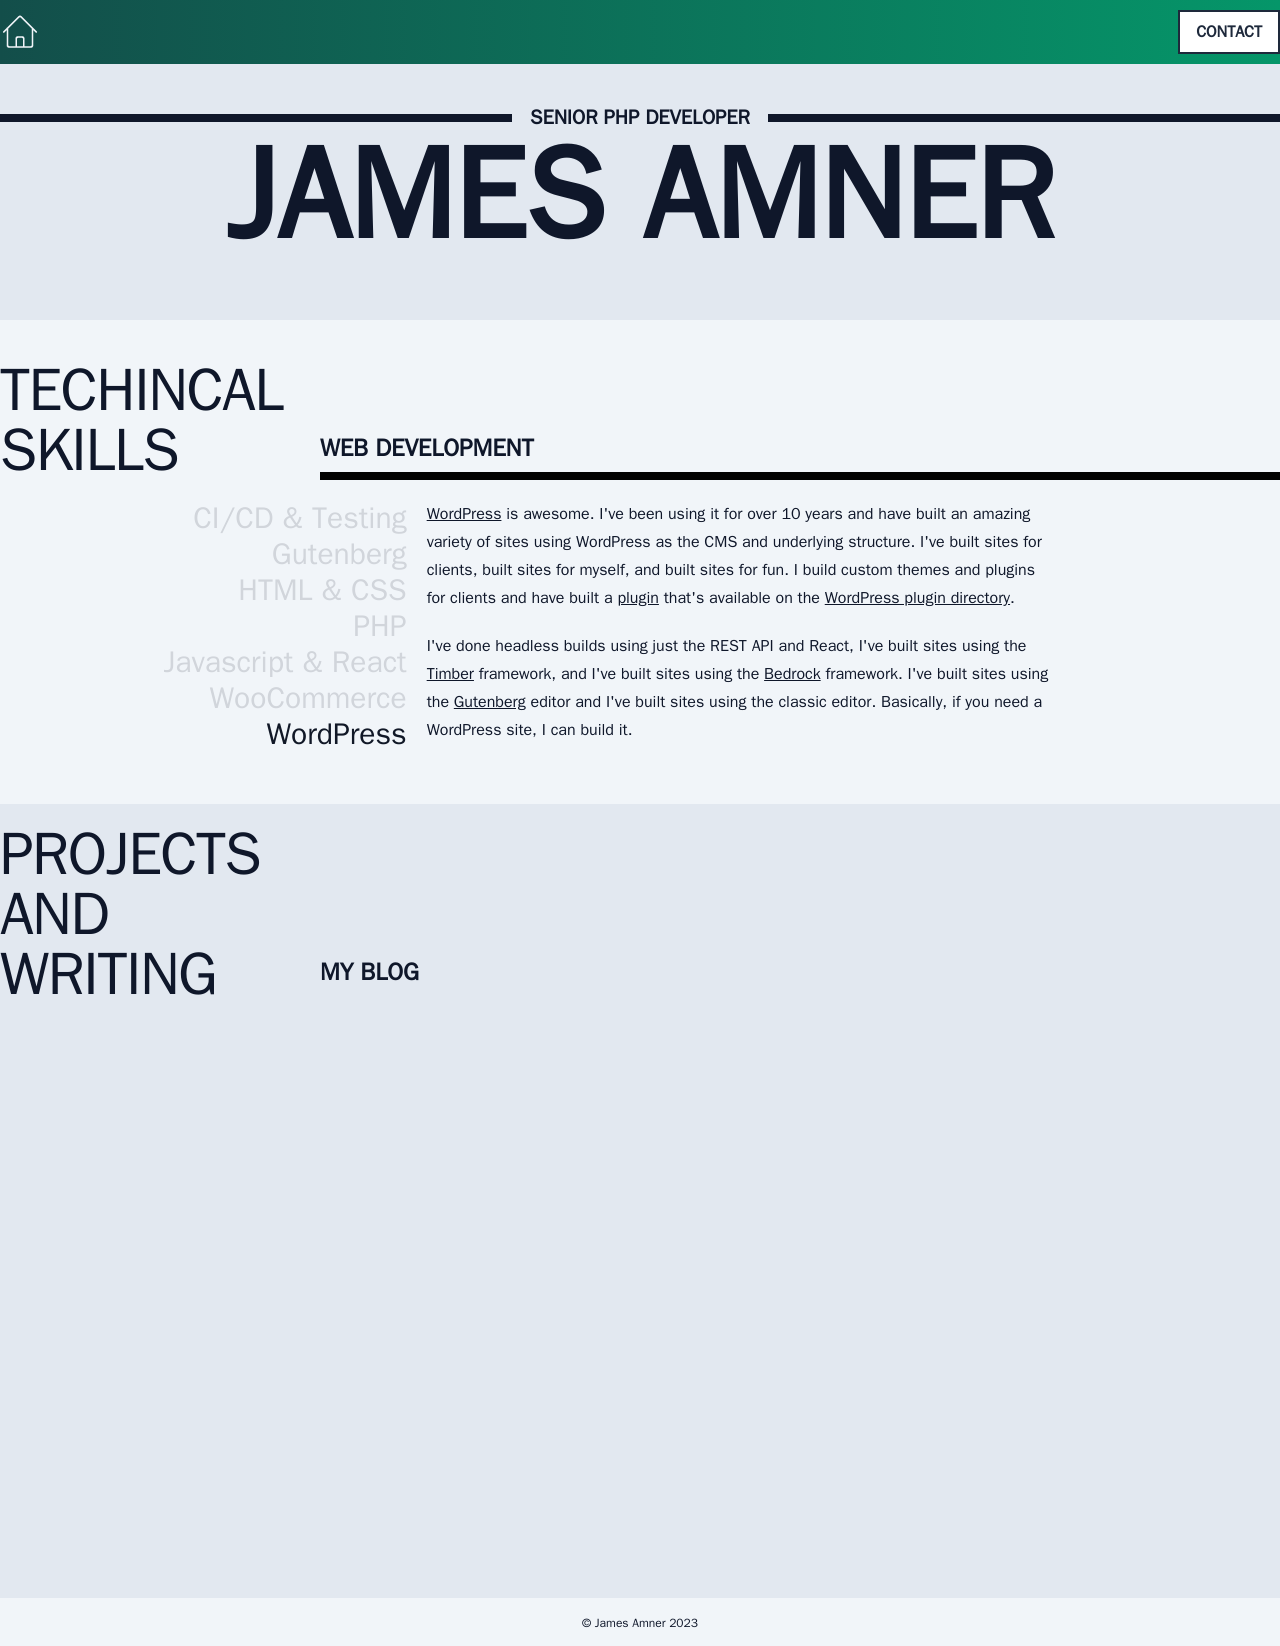 CONTACT
SENIOR PHP DEVELOPER
JAMES AMNER
TECHINCAL
SKILLS
WEB DEVELOPMENT
CI/CD & Testing
Gutenberg
HTML & CSS
PHP
Javascript & React
WooCommerce
WordPress
WordPress is awesome. I've been using it for over 10 years and have built an amazing
variety of sites using WordPress as the CMS and underlying structure. I've built sites for
clients, built sites for myself, and built sites for fun. I build custom themes and plugins
for clients and have built a plugin that's available on the WordPress plugin directory.
I've done headless builds using just the REST API and React, I've built sites using the
Timber framework, and I've built sites using the Bedrock framework. I've built sites using
the Gutenberg editor and I've built sites using the classic editor. Basically, if you need a
WordPress site, I can build it.
PROJECTS
AND
WRITING
MY BLOG
© James Amner 2023